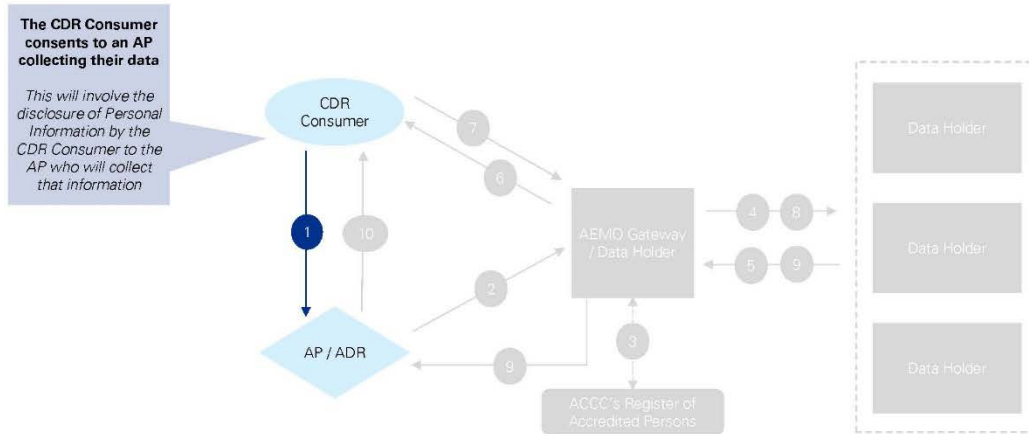 The CDR Consumer
consents to an AP
collecting their data
This will involve the
disclosure of Personal
Information by the
CDR Consumer to the
AP who will collect
that information
CDR
Consumer
7
6
1
10
2
9
AP / ADR
AEMO Gateway
/ Data Holder
3
ACCC's Register of
Accredited Persons
4
8
5
9
Data Holder
Data Holder
Data Holder